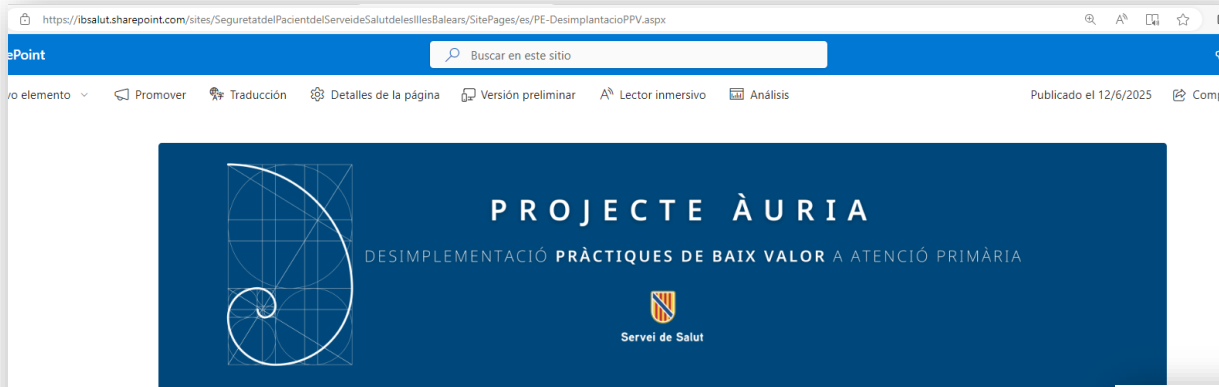 https://ibsalut.sharepoint.com/sites/SeguretatdelPacientdelServeideSalutdelesIllesBalears/SitePages/es/PE-DesimplantacioPPV.aspx
ePoint
Buscar en este sitio
vo elemento Promover Traducción Detalles de la página Versión preliminar Lector inmersivo Análisis Publicado el 12/6/2025 Comp
PROJECTE ÀURIA
DESIMPLEMENTACIÓ PRÀCTIQUES DE BAIX VALOR A ATENCIÓ PRIMÀRIA
Servei de Salut